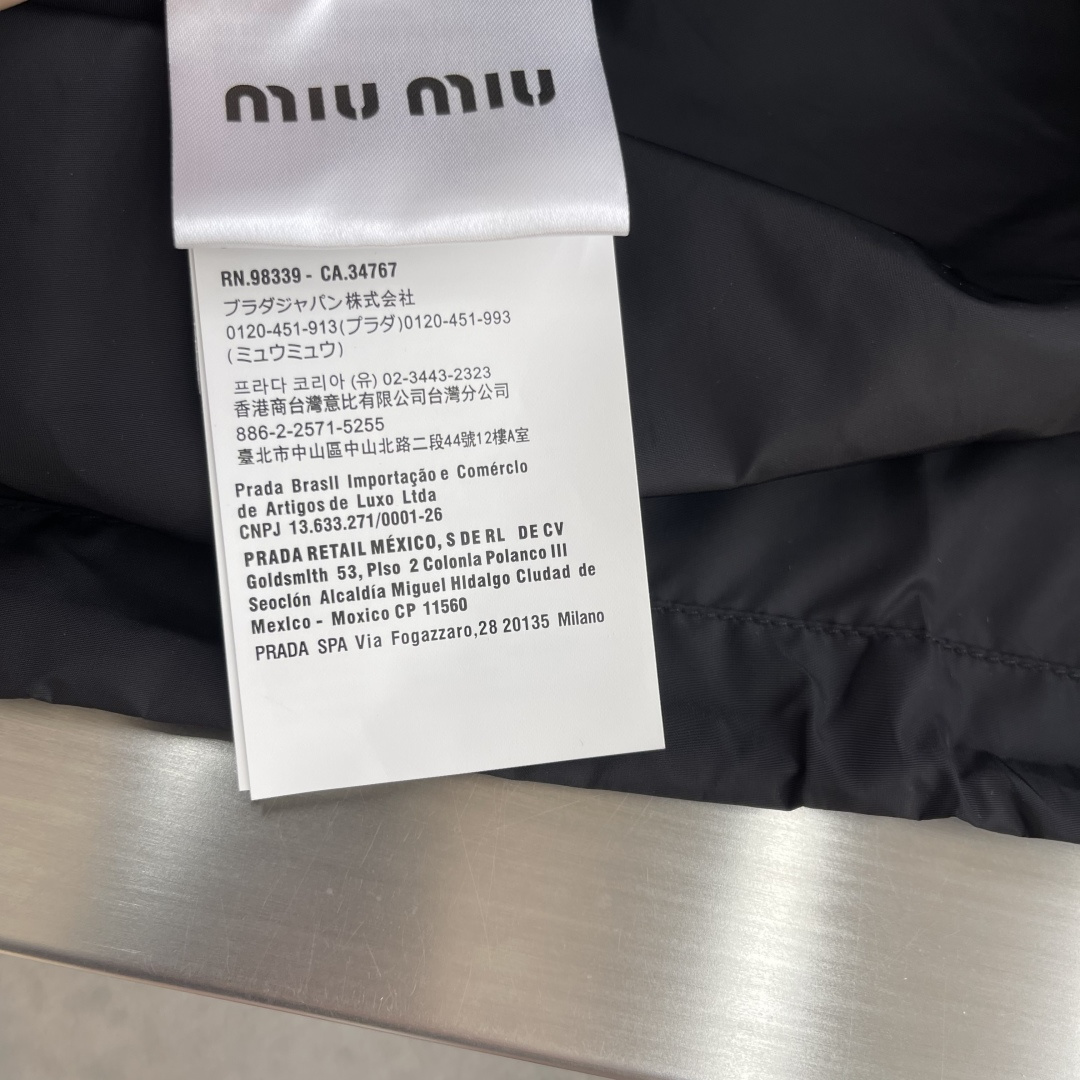 miu miu
RN.98339 - CA.34767
プラダジャパン株式会社
0120-451-913(プラダ)0120-451-993
(ミュウミュウ)
프라다 코리아 (유) 02-3443-2323
香港商台灣意比有限公司台灣分公司
886-2-2571-5255
臺北市中山區中山北路二段44號12樓A室
Prada Brasll Importação e Comérclo
de Artigos de Luxo Ltda
CNPJ 13.633.271/0001-26
PRADA RETAIL MÉXICO, S DE RL DE CV
Goldsmlth 53, Plso 2 Colonla Polanco III
Seoclón Alcaldía Miguel Hldalgo Cludad de
Mexlco - Moxico CP 11560
PRADA SPA Via Fogazzaro,28 20135 Milano